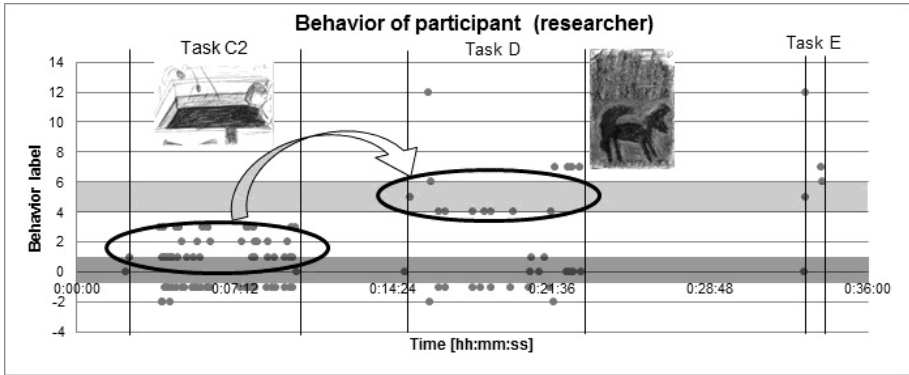 Behavior of participant (researcher)
Task C2
Task D
Task E
14
12
10
8
6
4
2
0
-2
-4
Behavior label
0:00:00
0:07:12
0:14:24
0:21:36
0:28:48
0:36:00
Time [hh:mm:ss]